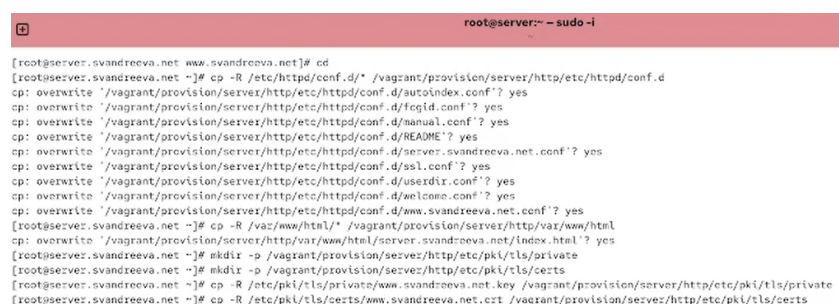 root@server:~ — sudo -i
~
[root@server.svandreeva.net www.svandreeva.net]# cd
[root@server.svandreeva.net ~]# cp -R /etc/httpd/conf.d/* /vagrant/provision/server/http/etc/httpd/conf.d
cp: overwrite '/vagrant/provision/server/http/etc/httpd/conf.d/autoindex.conf'? yes
cp: overwrite '/vagrant/provision/server/http/etc/httpd/conf.d/fcgid.conf'? yes
cp: overwrite '/vagrant/provision/server/http/etc/httpd/conf.d/manual.conf'? yes
cp: overwrite '/vagrant/provision/server/http/etc/httpd/conf.d/README'? yes
cp: overwrite '/vagrant/provision/server/http/etc/httpd/conf.d/server.svandreeva.net.conf'? yes
cp: overwrite '/vagrant/provision/server/http/etc/httpd/conf.d/ssl.conf'? yes
cp: overwrite '/vagrant/provision/server/http/etc/httpd/conf.d/userdir.conf'? yes
cp: overwrite '/vagrant/provision/server/http/etc/httpd/conf.d/welcome.conf'? yes
cp: overwrite '/vagrant/provision/server/http/etc/httpd/conf.d/www.svandreeva.net.conf'? yes
[root@server.svandreeva.net ~]# cp -R /var/www/html/* /vagrant/provision/server/http/var/www/html
cp: overwrite '/vagrant/provision/server/http/var/www/html/server.svandreeva.net/index.html'? yes
[root@server.svandreeva.net ~]# mkdir -p /vagrant/provision/server/http/etc/pki/tls/private
[root@server.svandreeva.net ~]# mkdir -p /vagrant/provision/server/http/etc/pki/tls/certs
[root@server.svandreeva.net ~]# cp -R /etc/pki/tls/private/www.svandreeva.net.key /vagrant/provision/server/http/etc/pki/tls/private
[root@server.svandreeva.net ~]# cp -R /etc/pki/tls/certs/www.svandreeva.net.crt /vagrant/provision/server/http/etc/pki/tls/certs